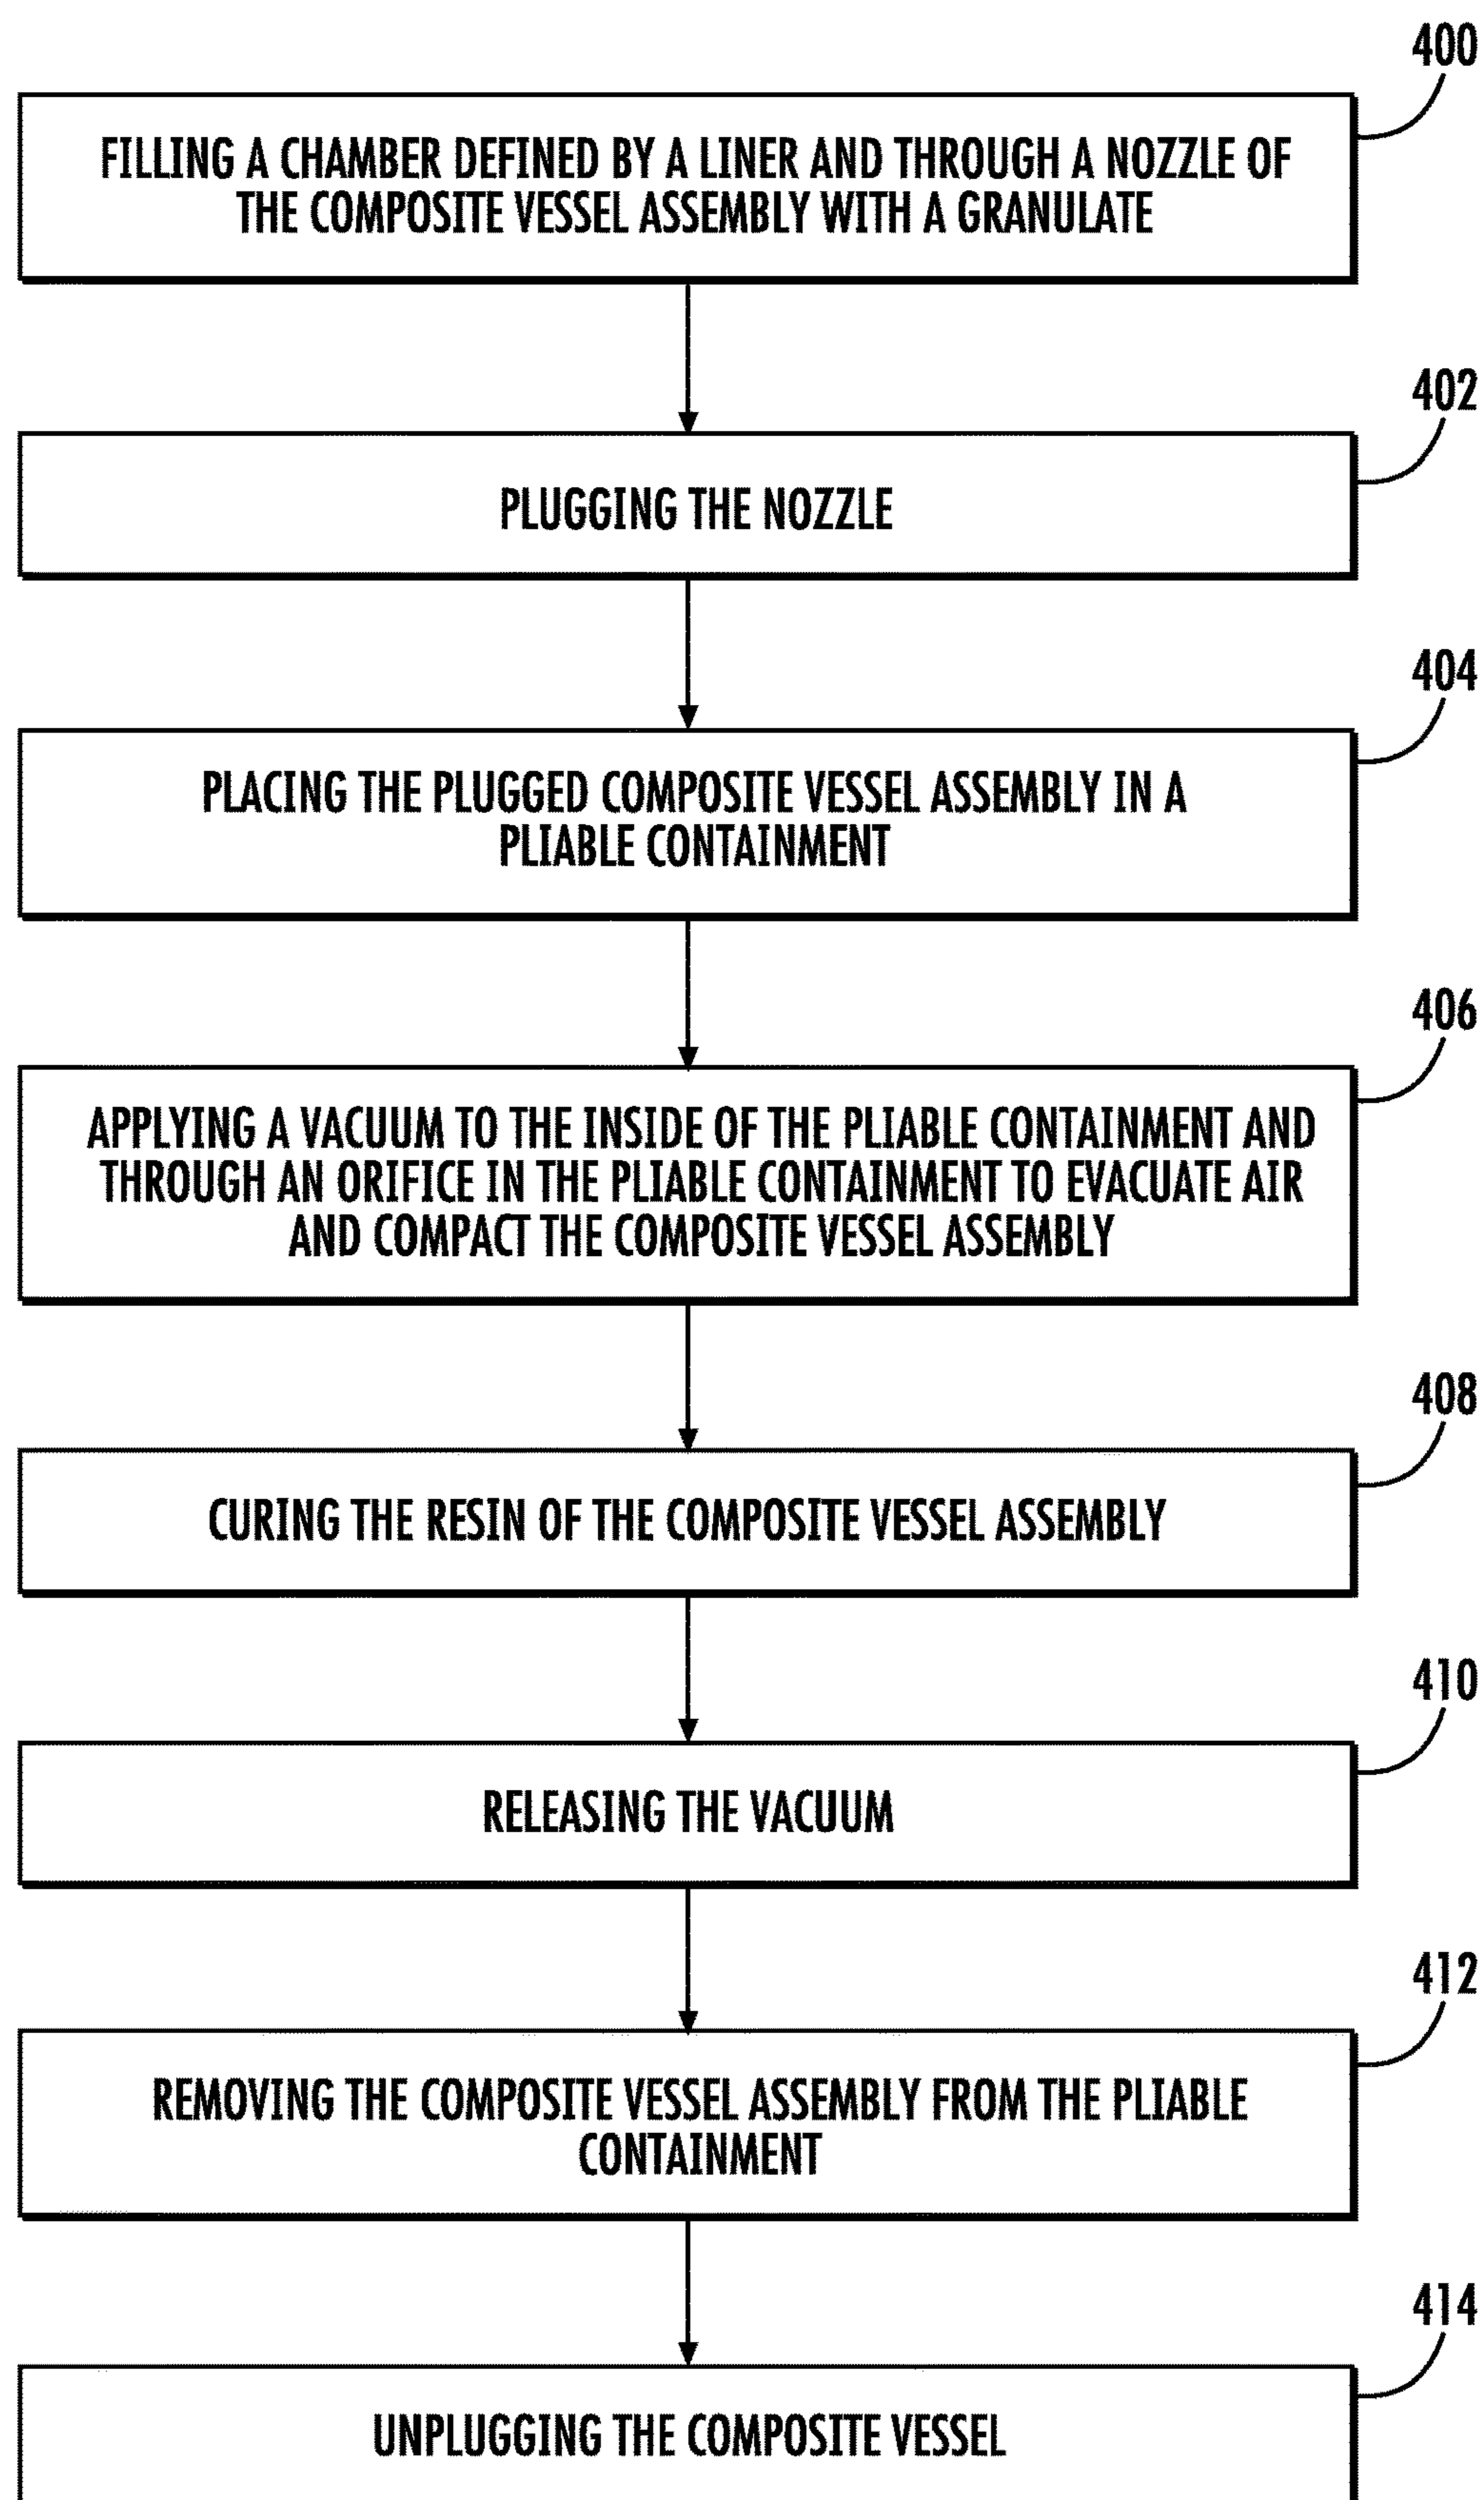 400
FILLING A CHAMBER DEFINED BY A LINER AND THROUGH A NOZZLE OF
THE COMPOSITE VESSEL ASSEMBLY WITH A GRANULATE
402
PLUGGING THE NOZZLE
404
PLACING THE PLUGGED COMPOSITE VESSEL ASSEMBLY IN A
PLIABLE CONTAINMENT
406
APPLYING A VACUUM TO THE INSIDE OF THE PLIABLE CONTAINMENT AND
THROUGH AN ORIFICE IN THE PLIABLE CONTAINMENT TO EVACUATE AIR
AND COMPACT THE COMPOSITE VESSEL ASSEMBLY
408
CURING THE RESIN OF THE COMPOSITE VESSEL ASSEMBLY
410
RELEASING THE VACUUM
412
REMOVING THE COMPOSITE VESSEL ASSEMBLY FROM THE PLIABLE
CONTAINMENT
414
UNPLUGGING THE COMPOSITE VESSEL